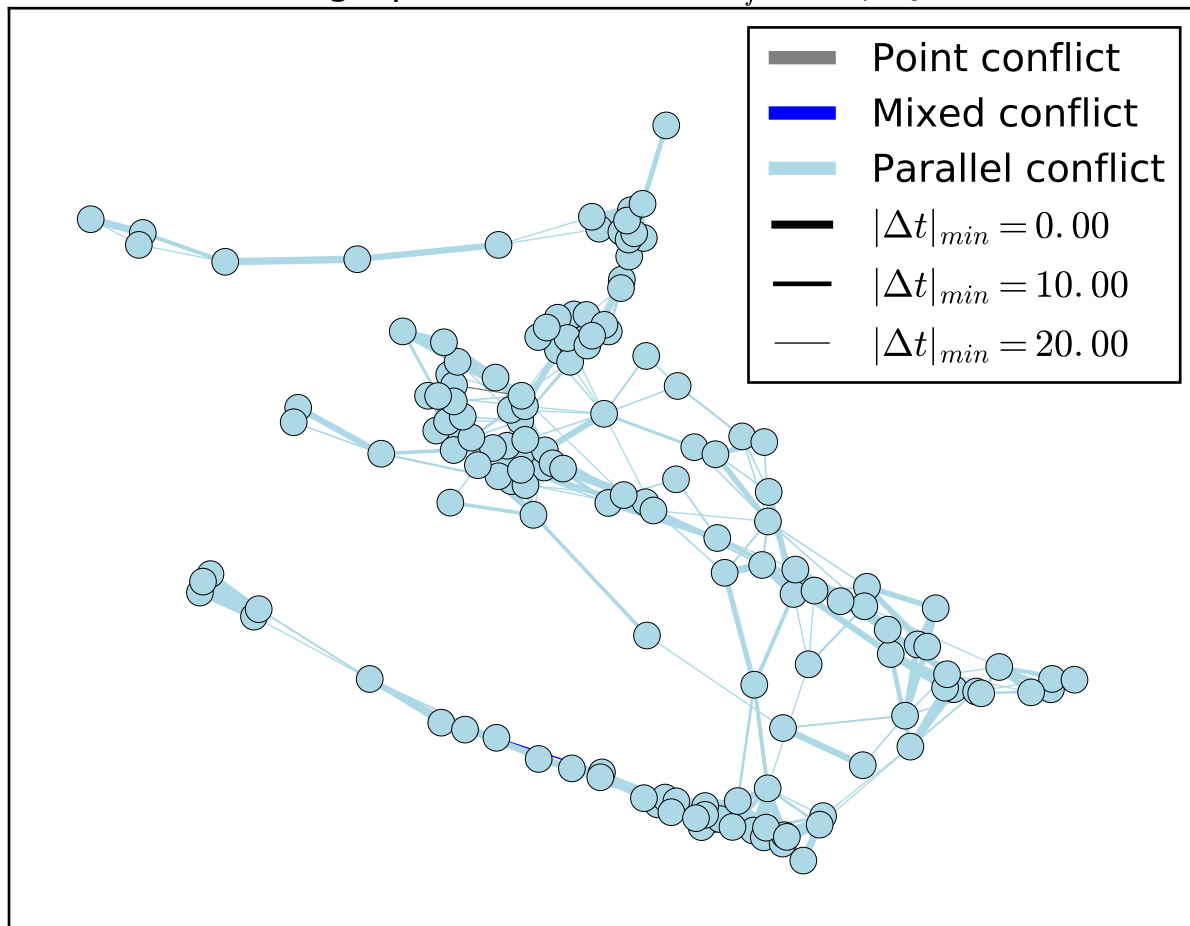 Point conflict
Mixed conflict
Parallel conflict
|Δt|min = 0.00
|Δt|min = 10.00
|Δt|min = 20.00